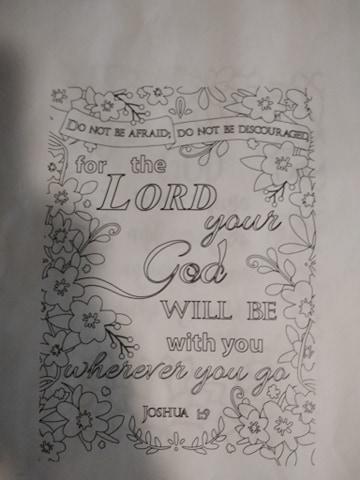 DO NOT BE AFRAID; DO NOT BE DISCOURAGED,
for the
LORD
your
God
WILL BE
with you
wherever you go
JOSHUA 1:9